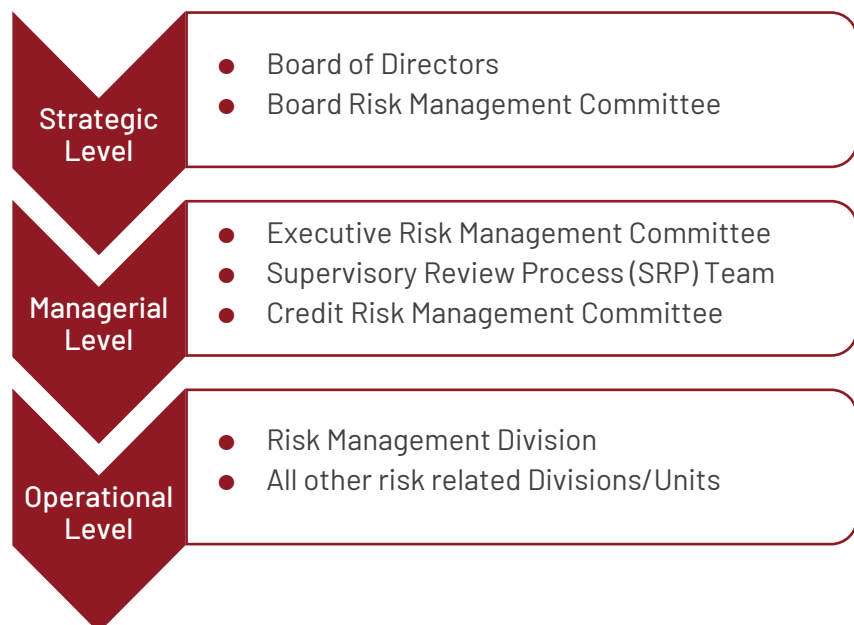 Strategic
Level
● Board of Directors
● Board Risk Management Committee
Managerial
Level
● Executive Risk Management Committee
● Supervisory Review Process (SRP) Team
● Credit Risk Management Committee
Operational
Level
● Risk Management Division
● All other risk related Divisions/Units